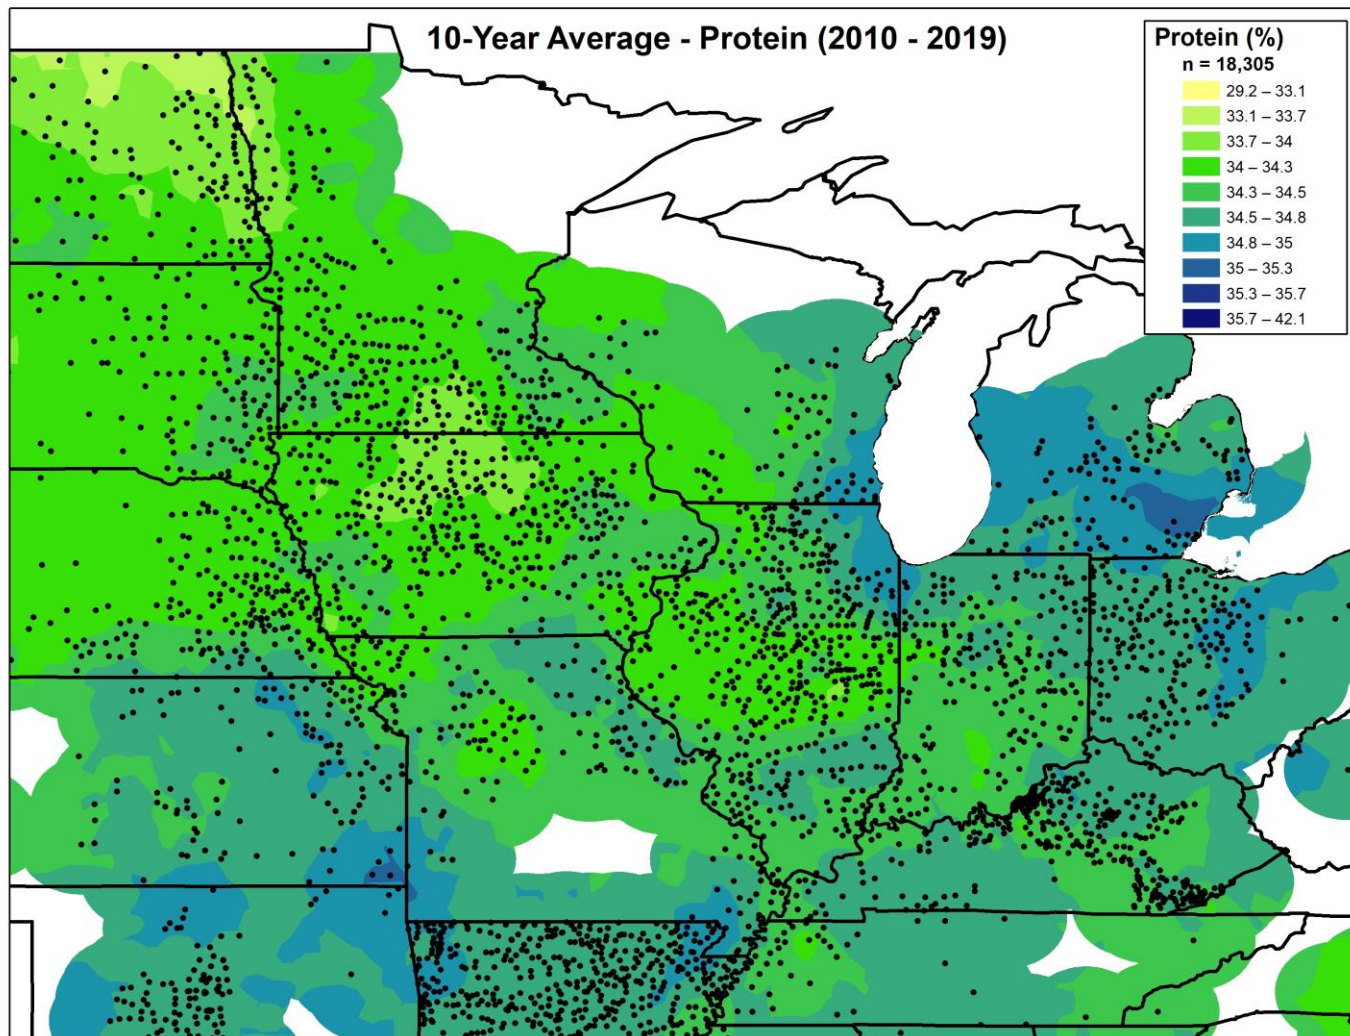 10-Year Average - Protein (2010 - 2019)
Protein (%)
n = 18,305
29.2 – 33.1
33.1 – 33.7
33.7 – 34
34 – 34.3
34.3 – 34.5
34.5 – 34.8
34.8 – 35
35 – 35.3
35.3 – 35.7
35.7 – 42.1